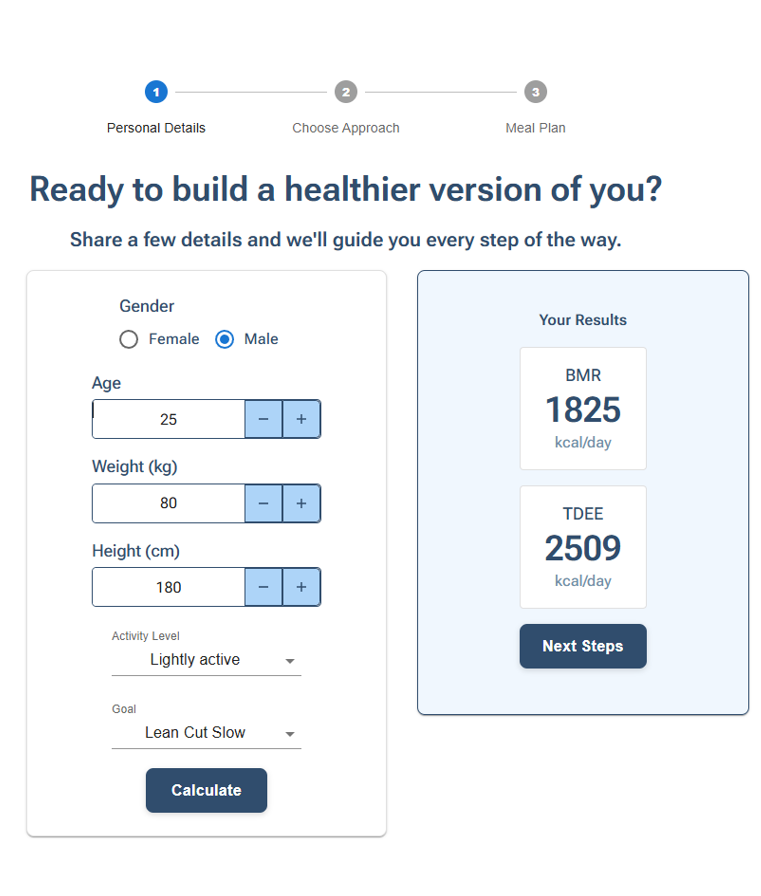 1
2
3
Personal Details
Choose Approach
Meal Plan
Ready to build a healthier version of you?
Share a few details and we'll guide you every step of the way.
Gender
Female
Male
Age
25
− +
Weight (kg)
80
− +
Height (cm)
180
− +
Activity Level
Lightly active
Goal
Lean Cut Slow
Calculate
Your Results
BMR
1825
kcal/day
TDEE
2509
kcal/day
Next Steps